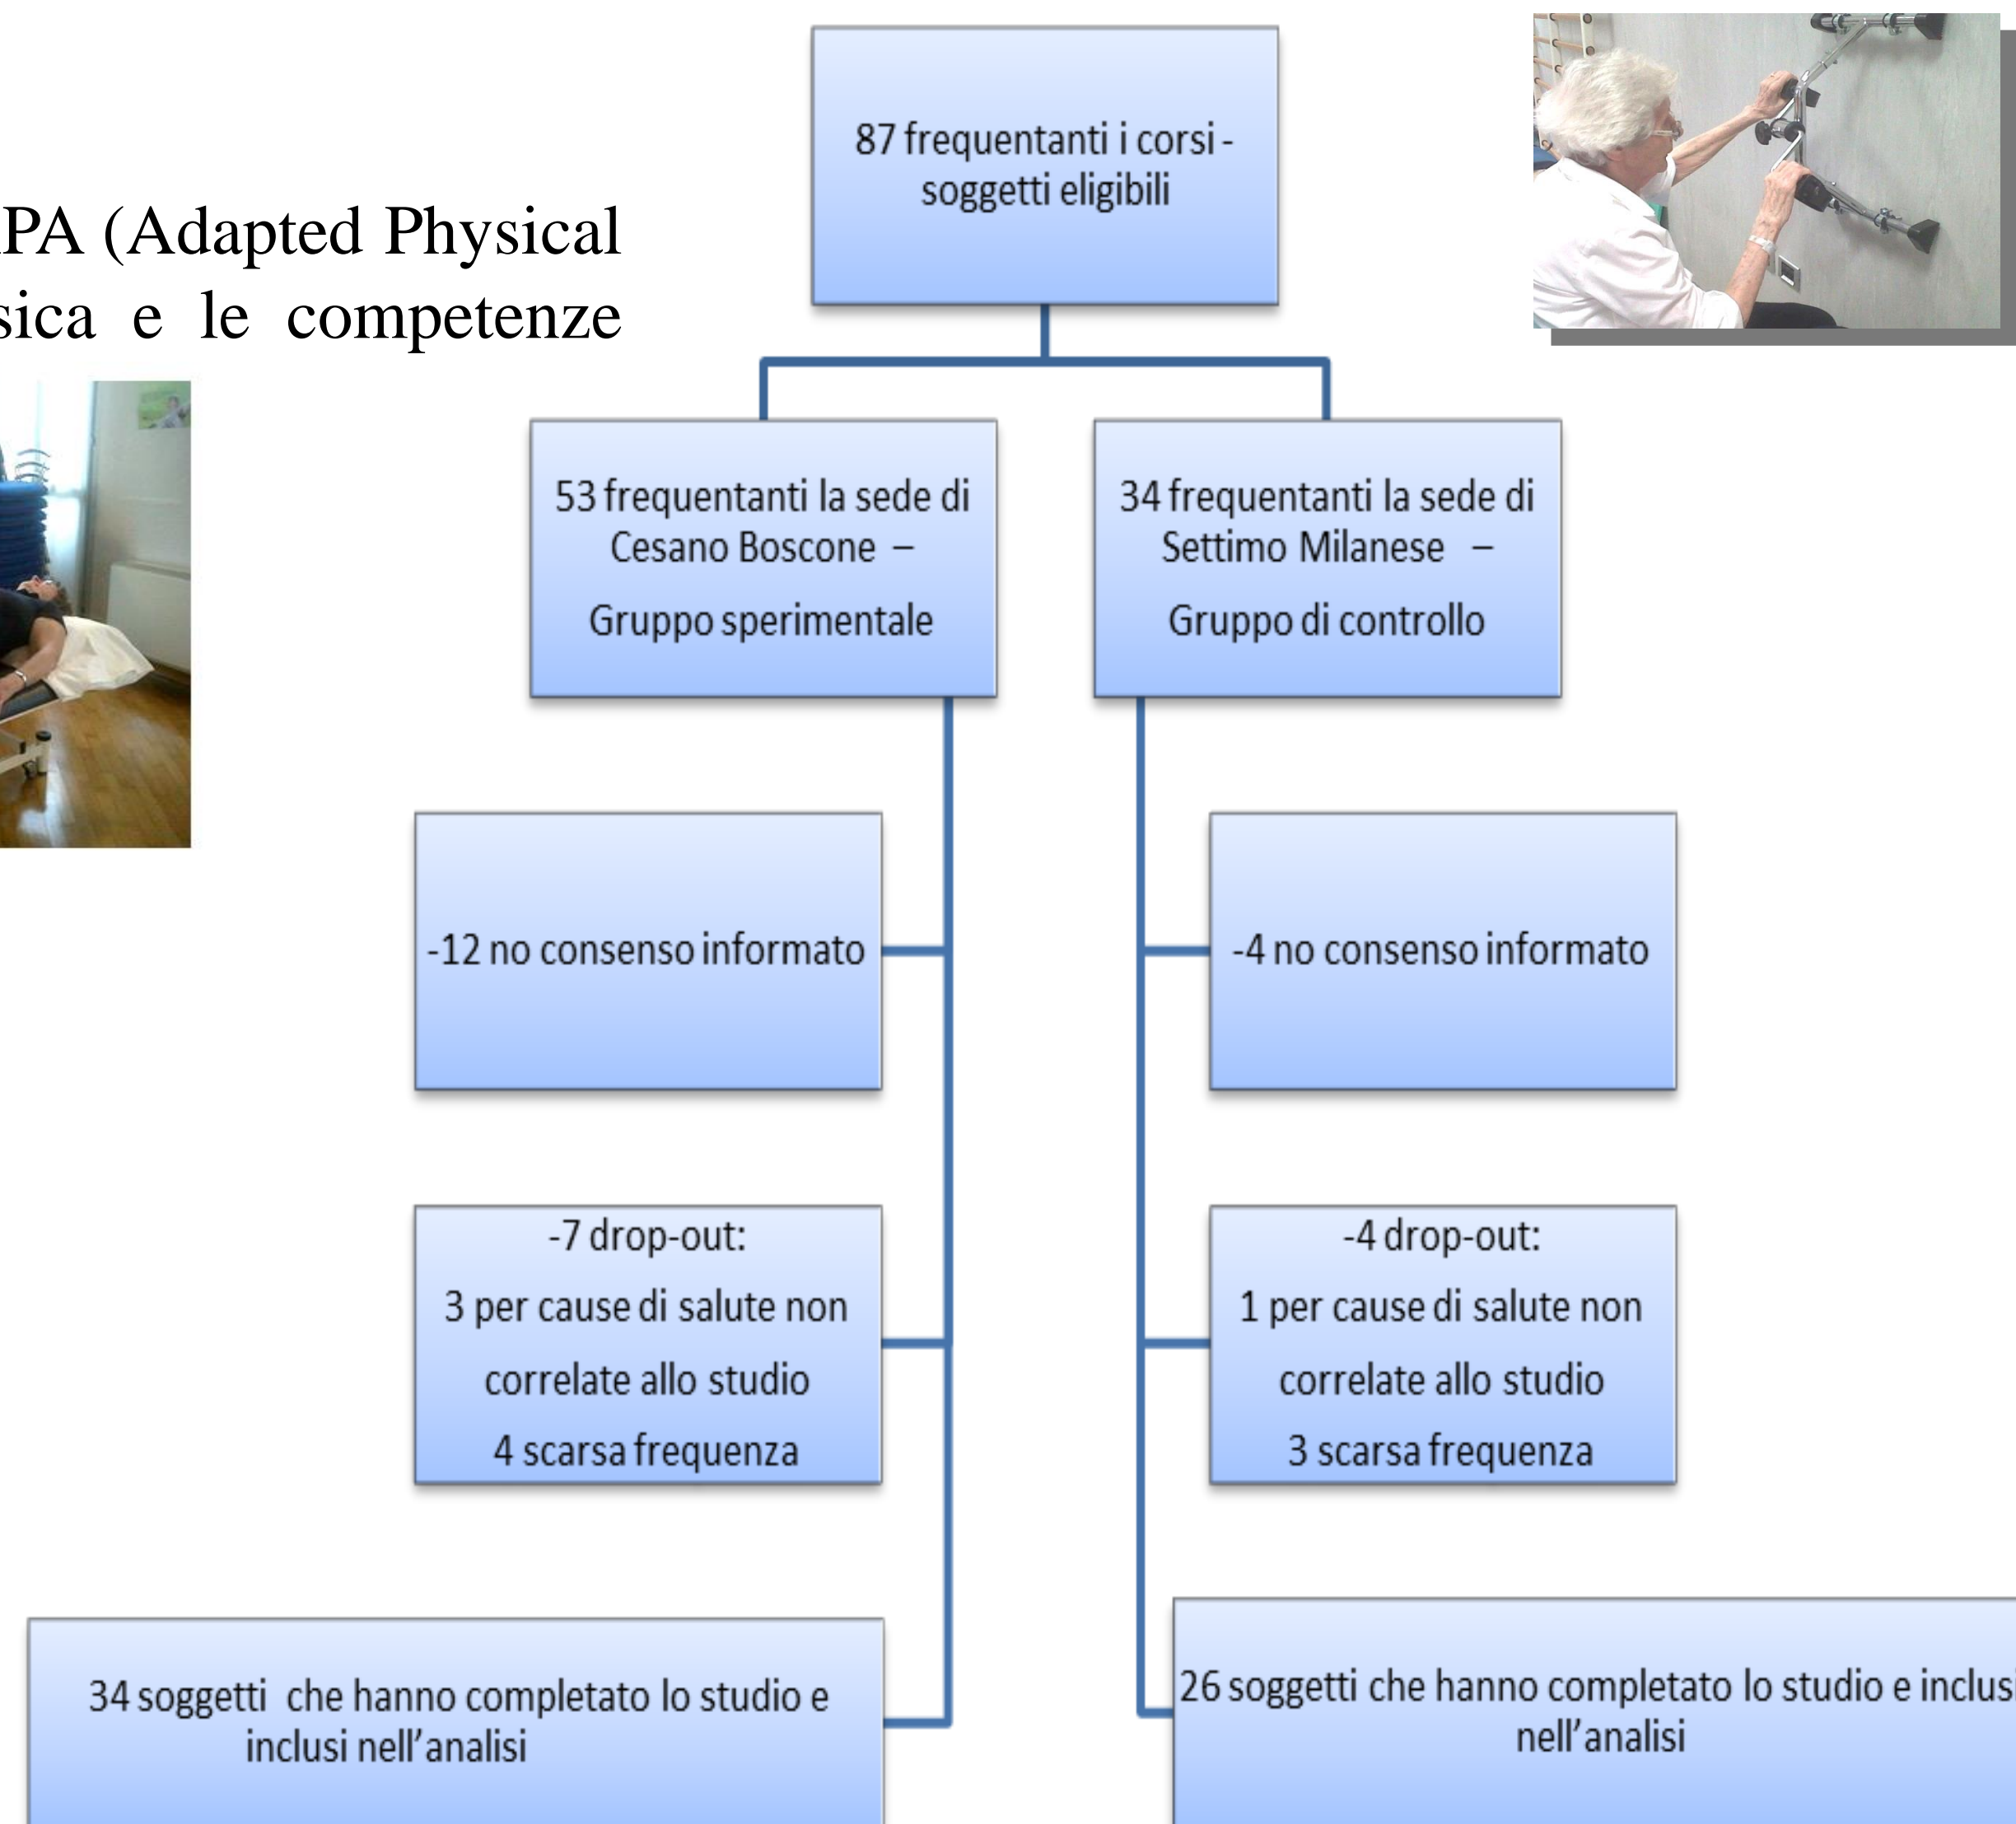 (Adapted Physical
e le competenze
87 frequentanti i corsi -
soggetti eligibili
53 frequentanti la sede di
Cesano Boscone –
Gruppo sperimentale
34 frequentanti la sede di
Settimo Milanese –
Gruppo di controllo
-12 no consenso informato
-4 no consenso informato
-7 drop-out:
3 per cause di salute non
correlate allo studio
4 scarsa frequenza
-4 drop-out:
1 per cause di salute non
correlate allo studio
3 scarsa frequenza
34 soggetti che hanno completato lo studio e
inclusi nell’analisi
26 soggetti che hanno completato lo studio e inclusi
nell’analisi